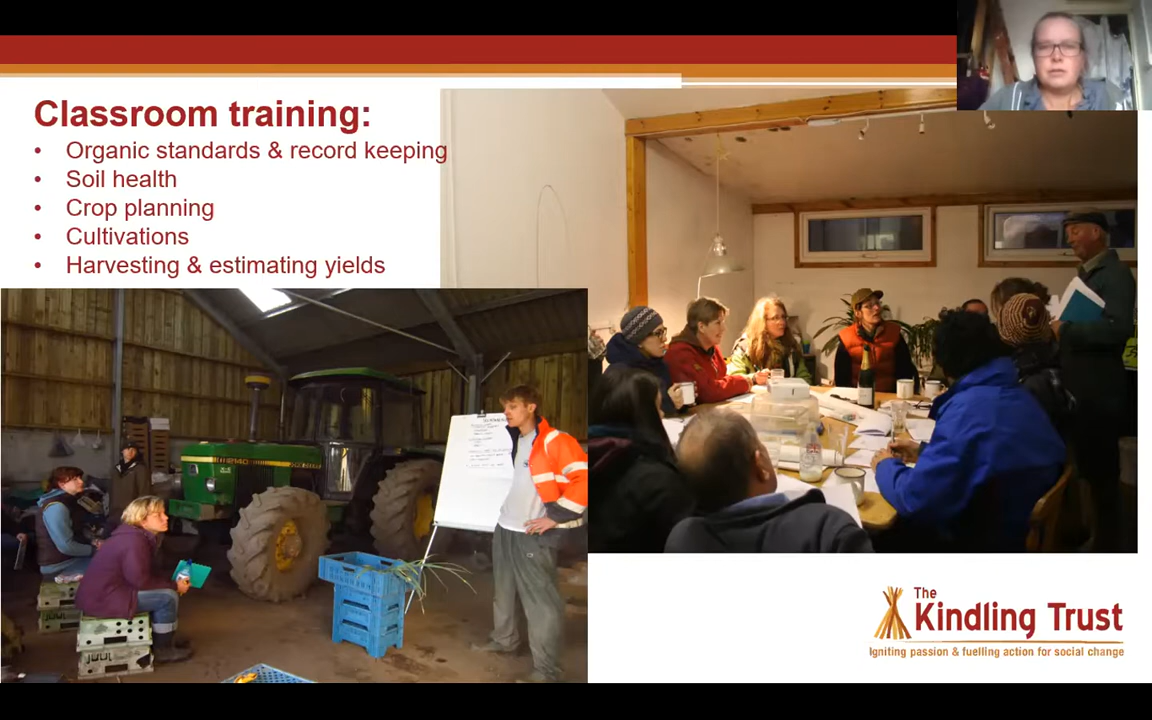 Classroom training:
• Organic standards & record keeping
• Soil health
• Crop planning
• Cultivations
• Harvesting & estimating yields
The
Kindling Trust
Igniting passion & fuelling action for social change